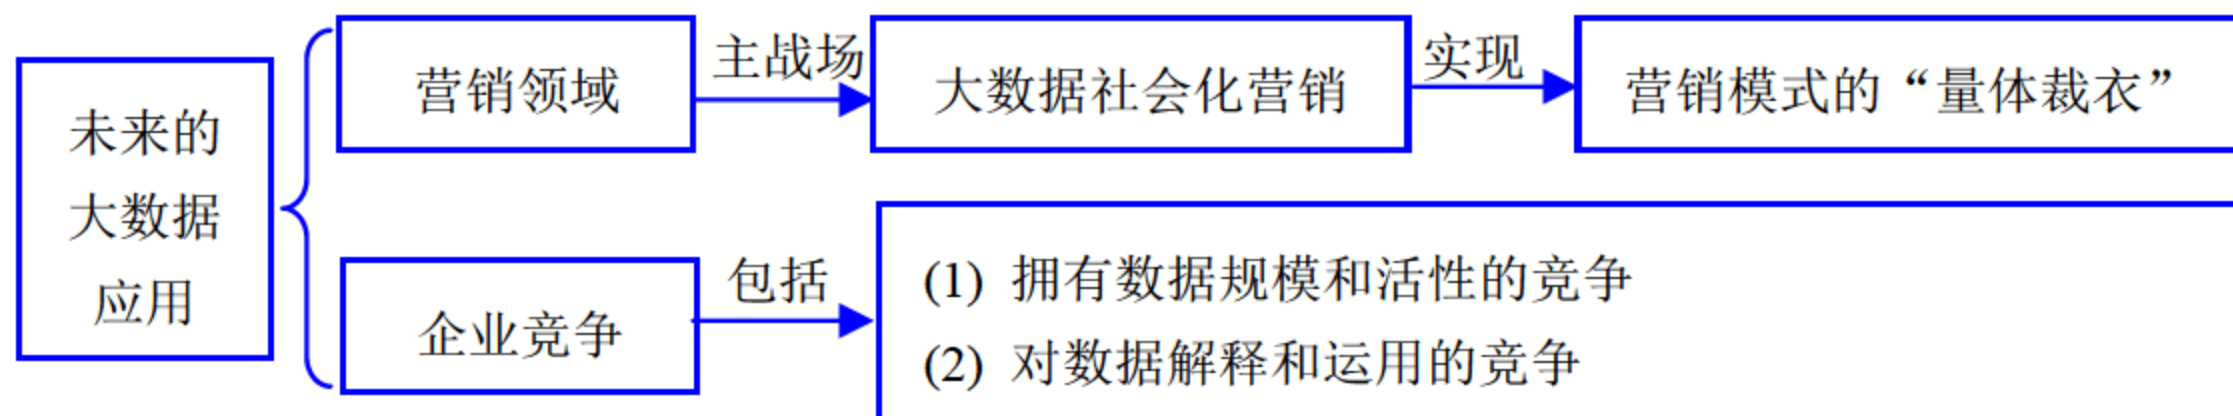 未来的
大数据
应用
营销领域
主战场
大数据社会化营销
实现
营销模式的“量体裁衣”
企业竞争
包括
(1) 拥有数据规模和活性的竞争
(2) 对数据解释和运用的竞争